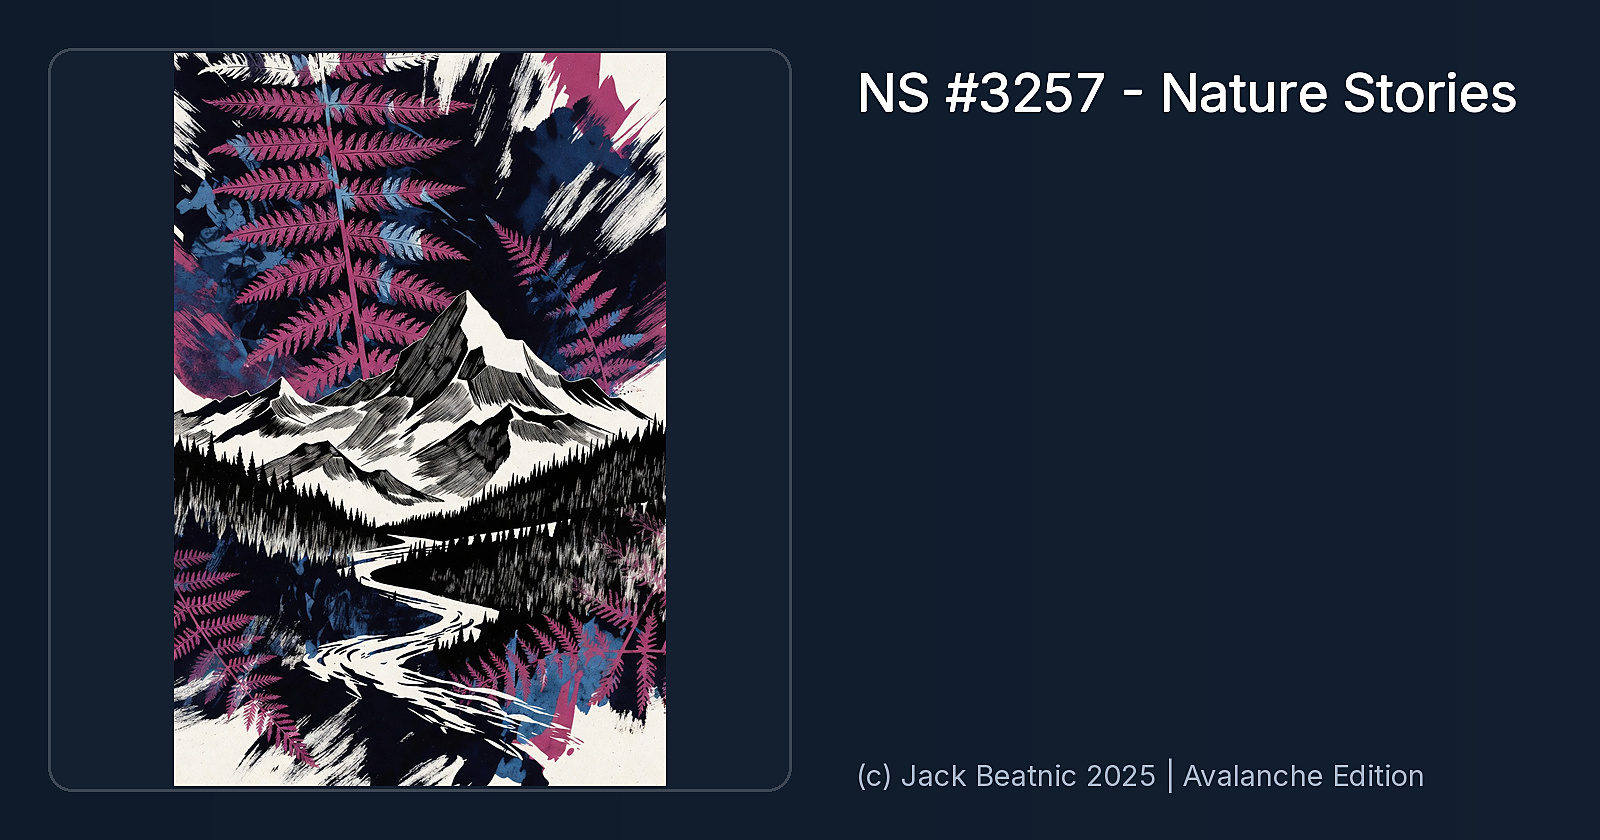 NS #3257 - Nature Stories
(c) Jack Beatnic 2025 | Avalanche Edition